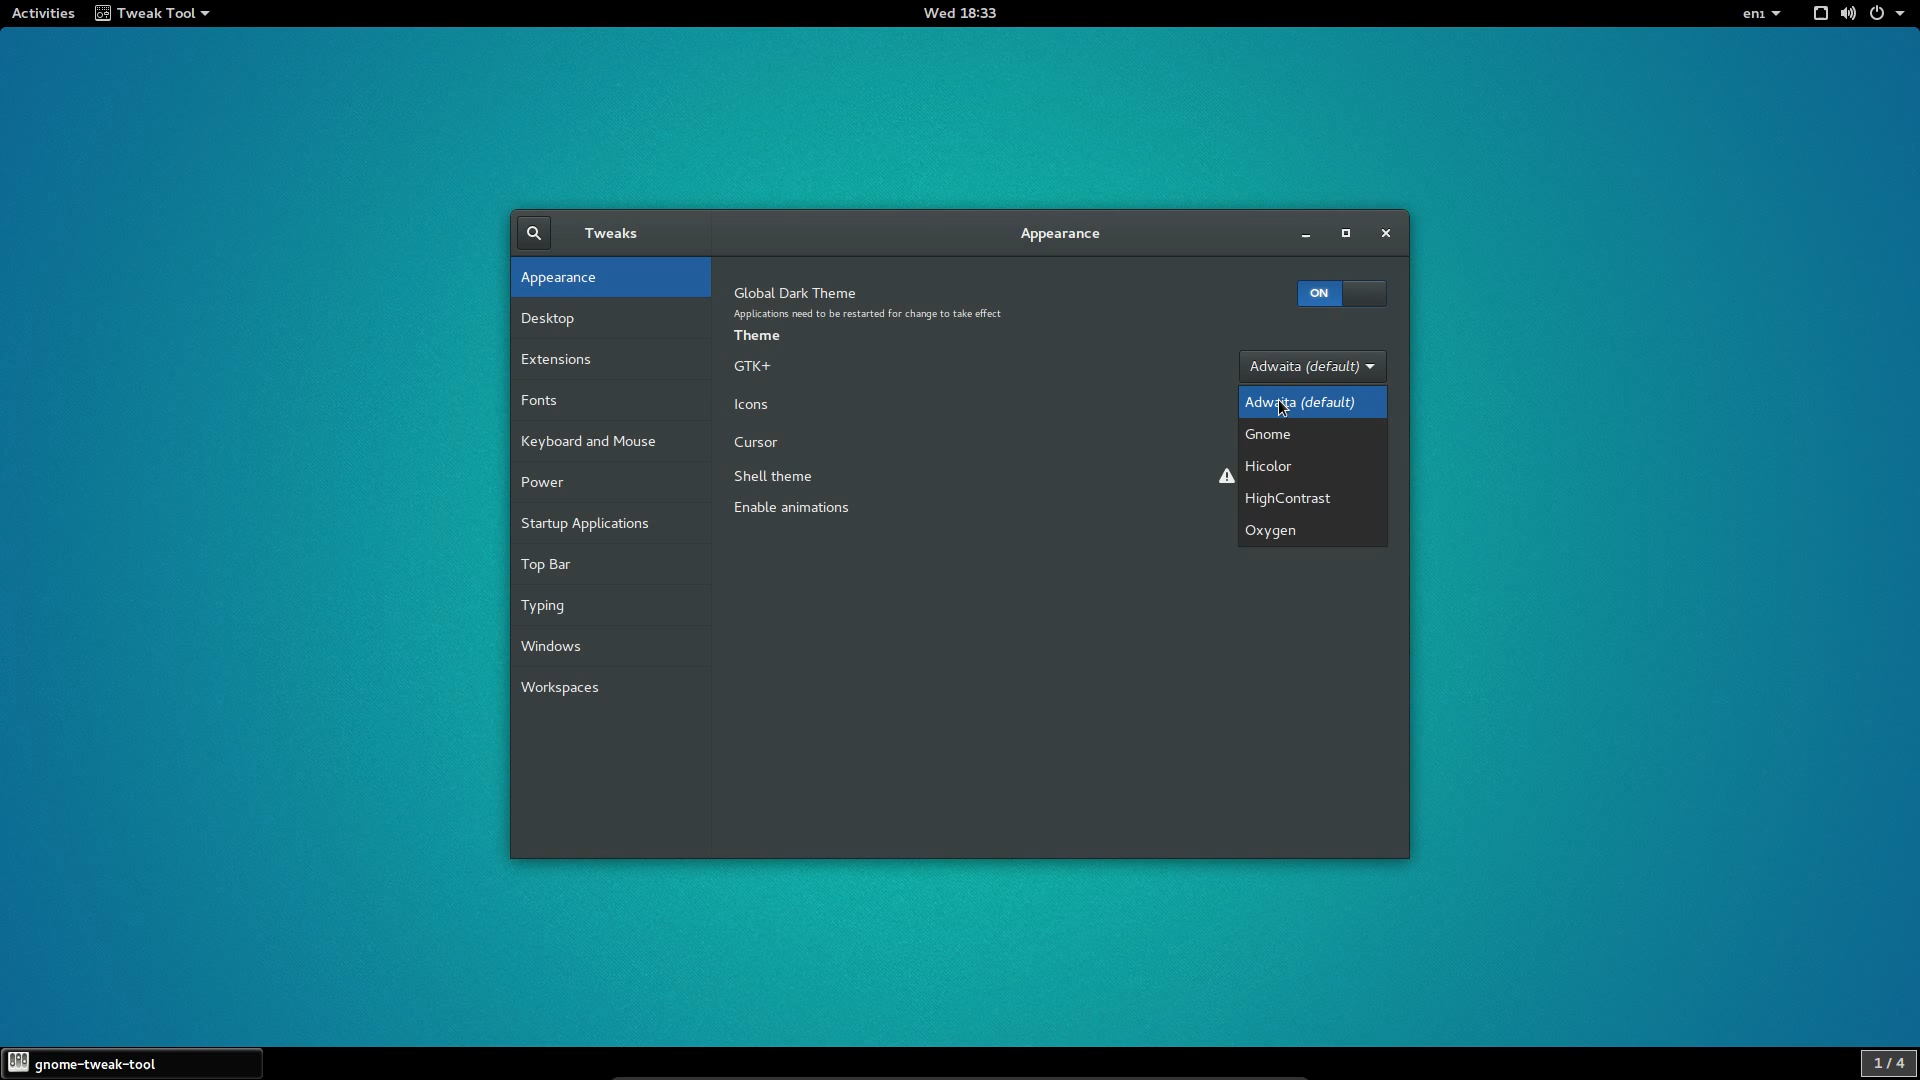 Activities
Tweak Tool
Wed 18:33
en1
Tweaks
Appearance
Appearance
Desktop
Extensions
Fonts
Keyboard and Mouse
Power
Startup Applications
Top Bar
Typing
Windows
Workspaces
Global Dark Theme
ON
Applications need to be restarted for change to take effect
Theme
GTK+
Adwaita (default)
Icons
Cursor
Shell theme
Enable animations
Adwaita (default)
Gnome
Hicolor
HighContrast
Oxygen
gnome-tweak-tool
1 / 4